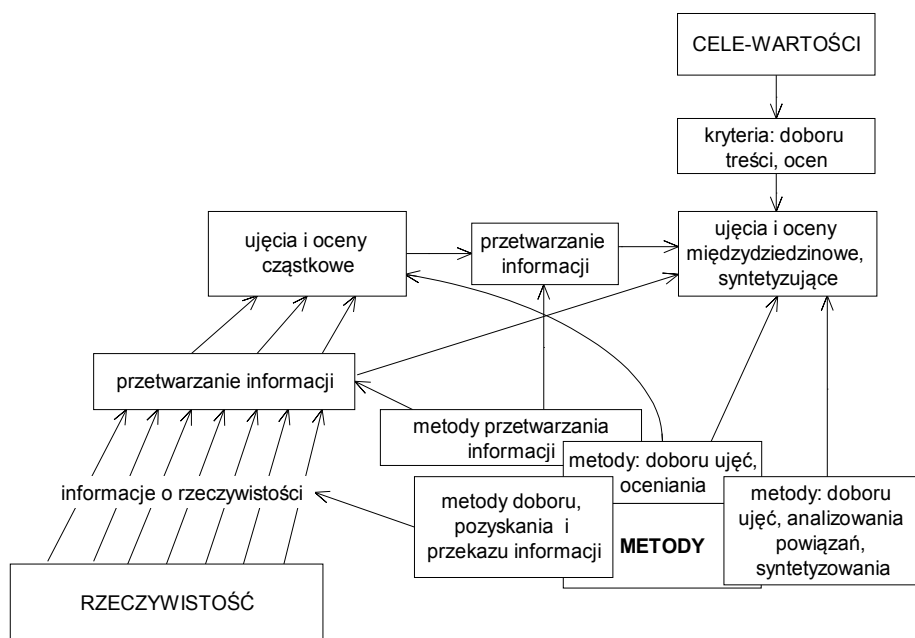 CELE-WARTOŚCI
kryteria: doboru
treści, ocen
ujęcia i oceny
cząstkowe
przetwarzanie
informacji
ujęcia i oceny
międzydziedzinowe,
syntetyzujące
przetwarzanie informacji
metody przetwarzania
informacji
metody: doboru ujęć,
oceniania
informacje o rzeczywistości
metody doboru,
pozyskania i
przekazu informacji
METODY
metody: doboru
ujęć, analizowania
powiązań,
syntetyzowania
RZECZYWISTOŚĆ